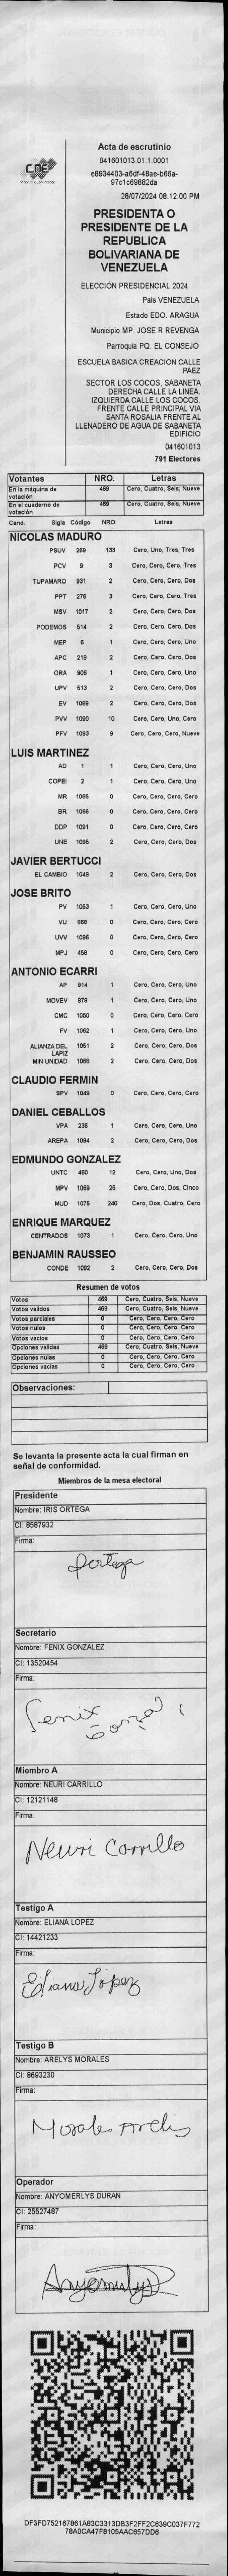 CNE
Acta de escrutinio
041601013.01.1.0001
e8934403-a6df-48ae-b66a-
97c1c69882da
28/07/2024 08:12:00 PM
PRESIDENTA O
PRESIDENTE DE LA
REPUBLICA
BOLIVARIANA DE
VENEZUELA
ELECCIÓN PRESIDENCIAL 2024
Pais VENEZUELA
Estado EDO. ARAGUA
Municipio MP. JOSE R REVENGA
Parroquia PQ. EL CONSEJO
ESCUELA BASICA CREACION CALLE
PAEZ
SECTOR LOS COCOS, SABANETA
DERECHA CALLE LA LINEA.
IZQUIERDA CALLE LOS COCOS.
FRENTE CALLE PRINCIPAL VIA
SANTA ROSALIA FRENTE AL
LLENADERO DE AGUA DE SABANETA
EDIFICIO
041601013
791 Electores
Votantes NRO. Letras
En la máquina de votación 469 Cero, Cuatro, Seis, Nueve
En el cuaderno de votación 469 Cero, Cuatro, Seis, Nueve
Cand. Sigla Código NRO. Letras
NICOLAS MADURO
PSUV 269 133 Cero, Uno, Tres, Tres
PCV 9 3 Cero, Cero, Cero, Tres
TUPAMARO 931 2 Cero, Cero, Cero, Dos
PPT 276 3 Cero, Cero, Cero, Tres
MSV 1017 2 Cero, Cero, Cero, Dos
PODEMOS 514 2 Cero, Cero, Cero, Dos
MEP 6 1 Cero, Cero, Cero, Uno
APC 219 2 Cero, Cero, Cero, Dos
ORA 906 1 Cero, Cero, Cero, Uno
UPV 513 2 Cero, Cero, Cero, Dos
EV 1089 2 Cero, Cero, Cero, Dos
PVV 1090 10 Cero, Cero, Uno, Cero
PFV 1093 9 Cero, Cero, Cero, Nueve
LUIS MARTINEZ
AD 1 1 Cero, Cero, Cero, Uno
COPEI 2 1 Cero, Cero, Cero, Uno
MR 1065 0 Cero, Cero, Cero, Cero
BR 1066 0 Cero, Cero, Cero, Cero
DDP 1091 0 Cero, Cero, Cero, Cero
UNE 1095 2 Cero, Cero, Cero, Dos
JAVIER BERTUCCI
EL CAMBIO 1048 2 Cero, Cero, Cero, Dos
JOSE BRITO
PV 1053 1 Cero, Cero, Cero, Uno
VU 968 0 Cero, Cero, Cero, Cero
UVV 1096 0 Cero, Cero, Cero, Cero
MPJ 458 0 Cero, Cero, Cero, Cero
ANTONIO ECARRI
AP 914 1 Cero, Cero, Cero, Uno
MOVEV 979 1 Cero, Cero, Cero, Uno
CMC 1050 0 Cero, Cero, Cero, Cero
FV 1052 1 Cero, Cero, Cero, Uno
ALIANZA DEL LAPIZ 1051 2 Cero, Cero, Cero, Dos
MIN UNIDAD 1058 2 Cero, Cero, Cero, Dos
CLAUDIO FERMIN
SPV 1049 0 Cero, Cero, Cero, Cero
DANIEL CEBALLOS
VPA 236 1 Cero, Cero, Cero, Uno
AREPA 1094 2 Cero, Cero, Cero, Dos
EDMUNDO GONZALEZ
UNTC 460 12 Cero, Cero, Uno, Dos
MPV 1069 25 Cero, Cero, Dos, Cinco
MUD 1075 240 Cero, Dos, Cuatro, Cero
ENRIQUE MARQUEZ
CENTRADOS 1073 1 Cero, Cero, Cero, Uno
BENJAMIN RAUSSEO
CONDE 1092 2 Cero, Cero, Cero, Dos
Resumen de votos
Votos 469 Cero, Cuatro, Seis, Nueve
Votos validos 469 Cero, Cuatro, Seis, Nueve
Votos parciales 0 Cero, Cero, Cero, Cero
Votos nulos 0 Cero, Cero, Cero, Cero
Votos vacios 0 Cero, Cero, Cero, Cero
Opciones validas 469 Cero, Cuatro, Seis, Nueve
Opciones nulas 0 Cero, Cero, Cero, Cero
Opciones vacias 0 Cero, Cero, Cero, Cero
Observaciones:
Se levanta la presente acta la cual firman en
señal de conformidad.
Miembros de la mesa electoral
Presidente
Nombre: IRIS ORTEGA
CI: 8587932
Firma:
Ortega
Secretario
Nombre: FENIX GONZALEZ
CI: 13520454
Firma:
Fenix
Miembro A
Nombre: NEURI CARRILLO
CI: 12121148
Firma:
Neuri Carrillo
Testigo A
Nombre: ELIANA LOPEZ
CI: 14421233
Firma:
Eliana Lopez
Testigo B
Nombre: ARELYS MORALES
CI: 8693230
Firma:
Morales Arelis
Operador
Nombre: ANYOMERLYS DURAN
CI: 25527487
Firma:
DF3FD752167861A83C3313DB3F2FF2C639C037F772
78A0CA47F8105AAC657DD6